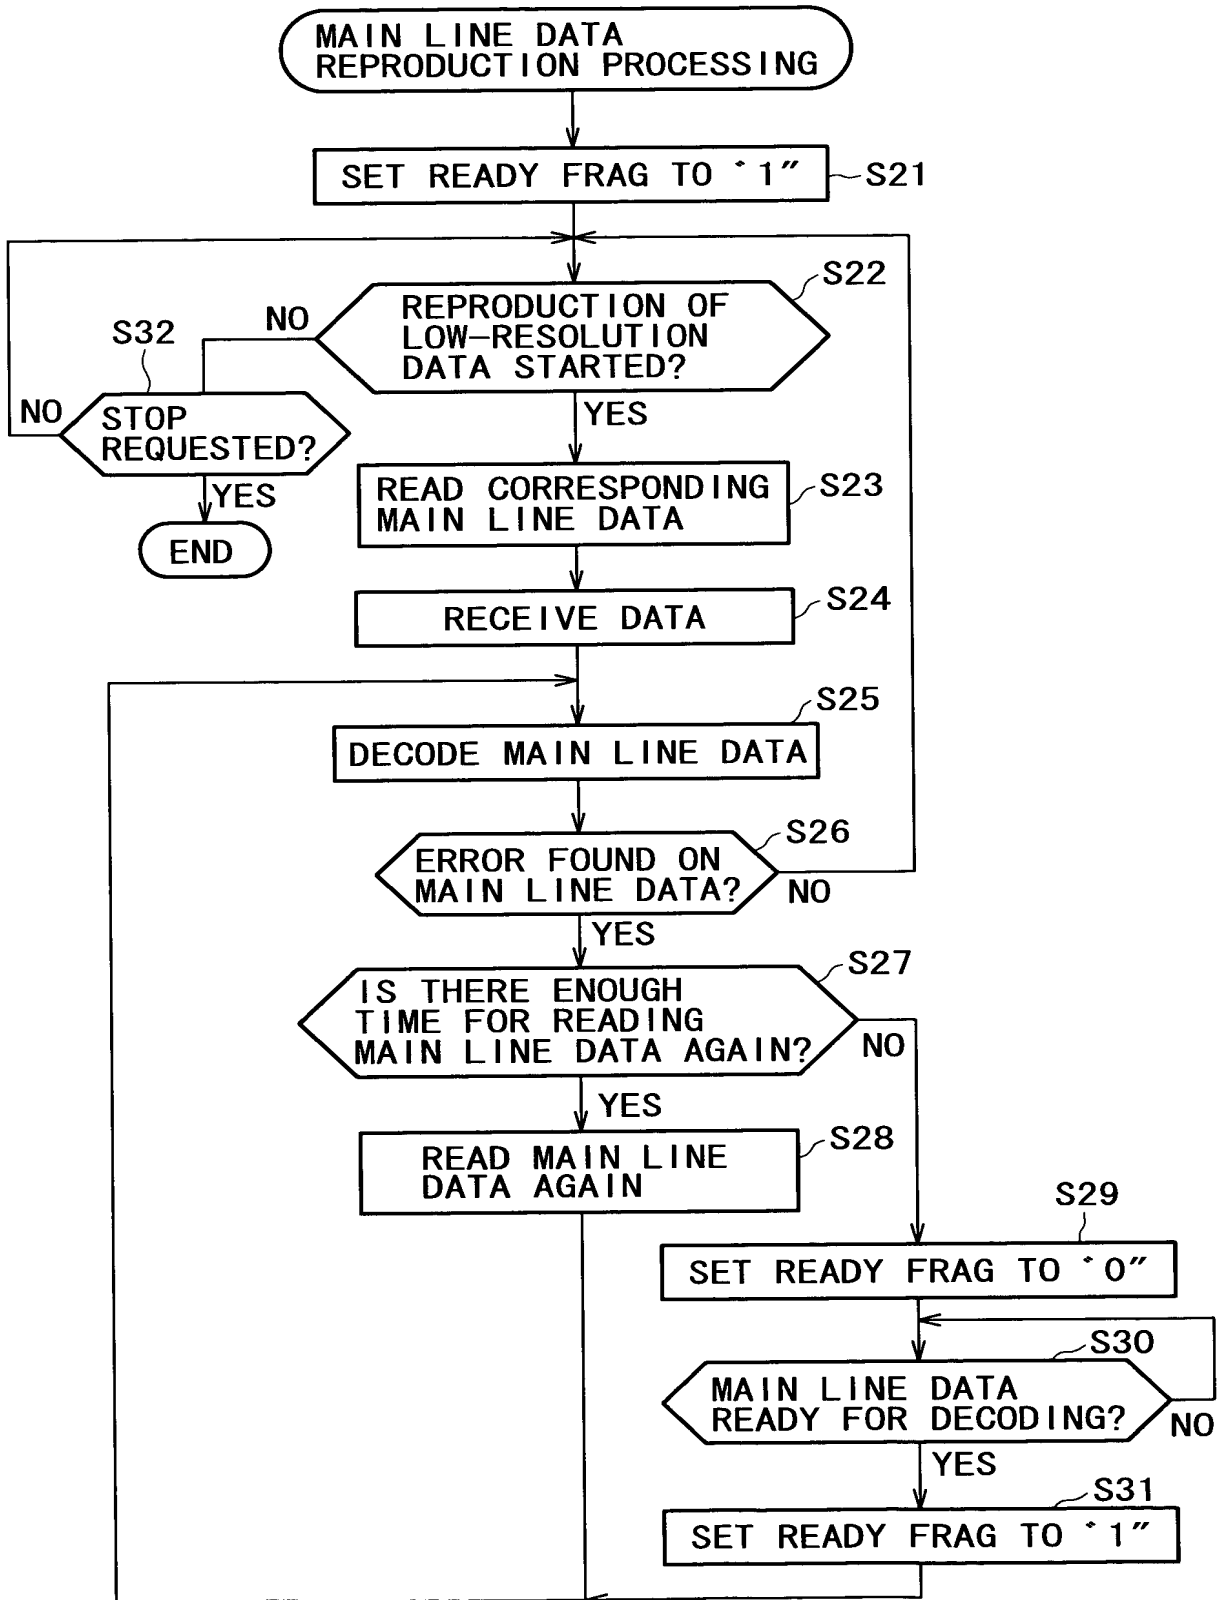 MAIN LINE DATA
REPRODUCTION PROCESSING
SET READY FRAG TO ‶1″
S21
S22
REPRODUCTION OF
LOW-RESOLUTION
DATA STARTED?
NO
S32
STOP
REQUESTED?
NO
YES
END
YES
READ CORRESPONDING
MAIN LINE DATA
S23
RECEIVE DATA
S24
S25
DECODE MAIN LINE DATA
S26
ERROR FOUND ON
MAIN LINE DATA?
NO
YES
S27
IS THERE ENOUGH
TIME FOR READING
MAIN LINE DATA AGAIN?
NO
YES
S28
READ MAIN LINE
DATA AGAIN
S29
SET READY FRAG TO ‶0″
S30
MAIN LINE DATA
READY FOR DECODING?
NO
YES
S31
SET READY FRAG TO ‶1″